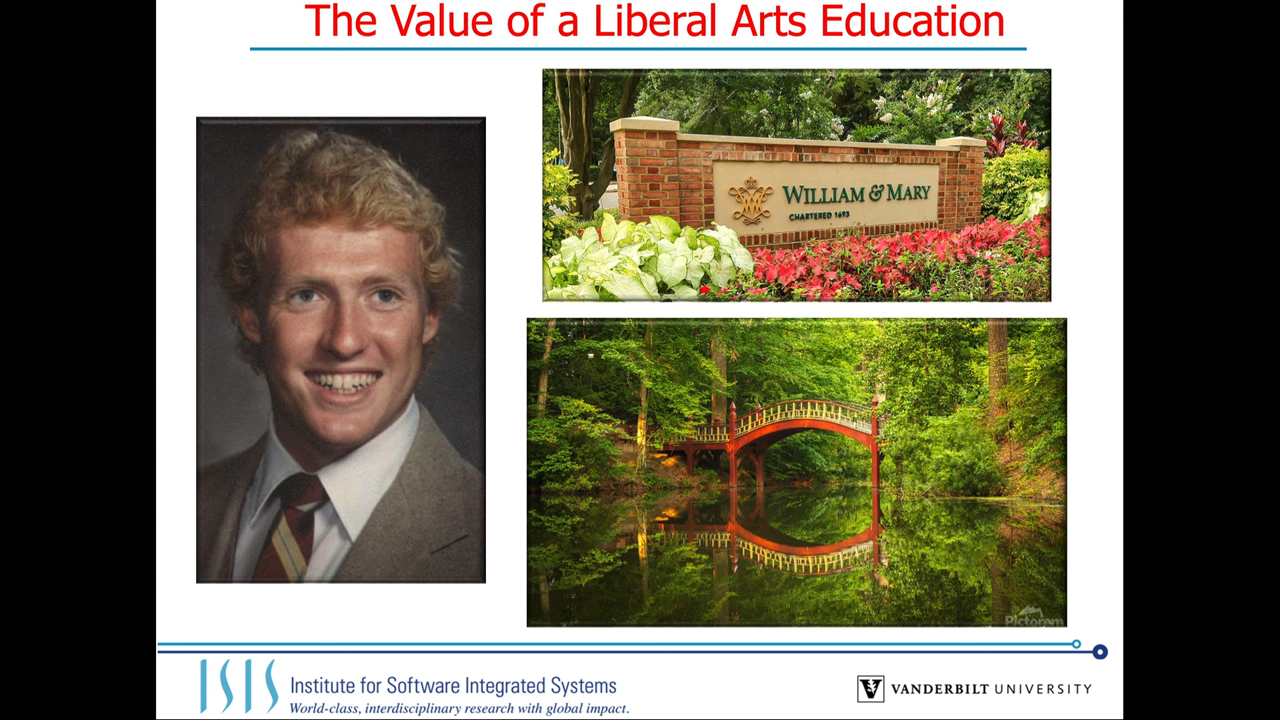 The Value of a Liberal Arts Education
WILLIAM & MARY
CHARTERED 1693
Pictorem
ISIS Institute for Software Integrated Systems
World-class, interdisciplinary research with global impact.
V VANDERBILT UNIVERSITY